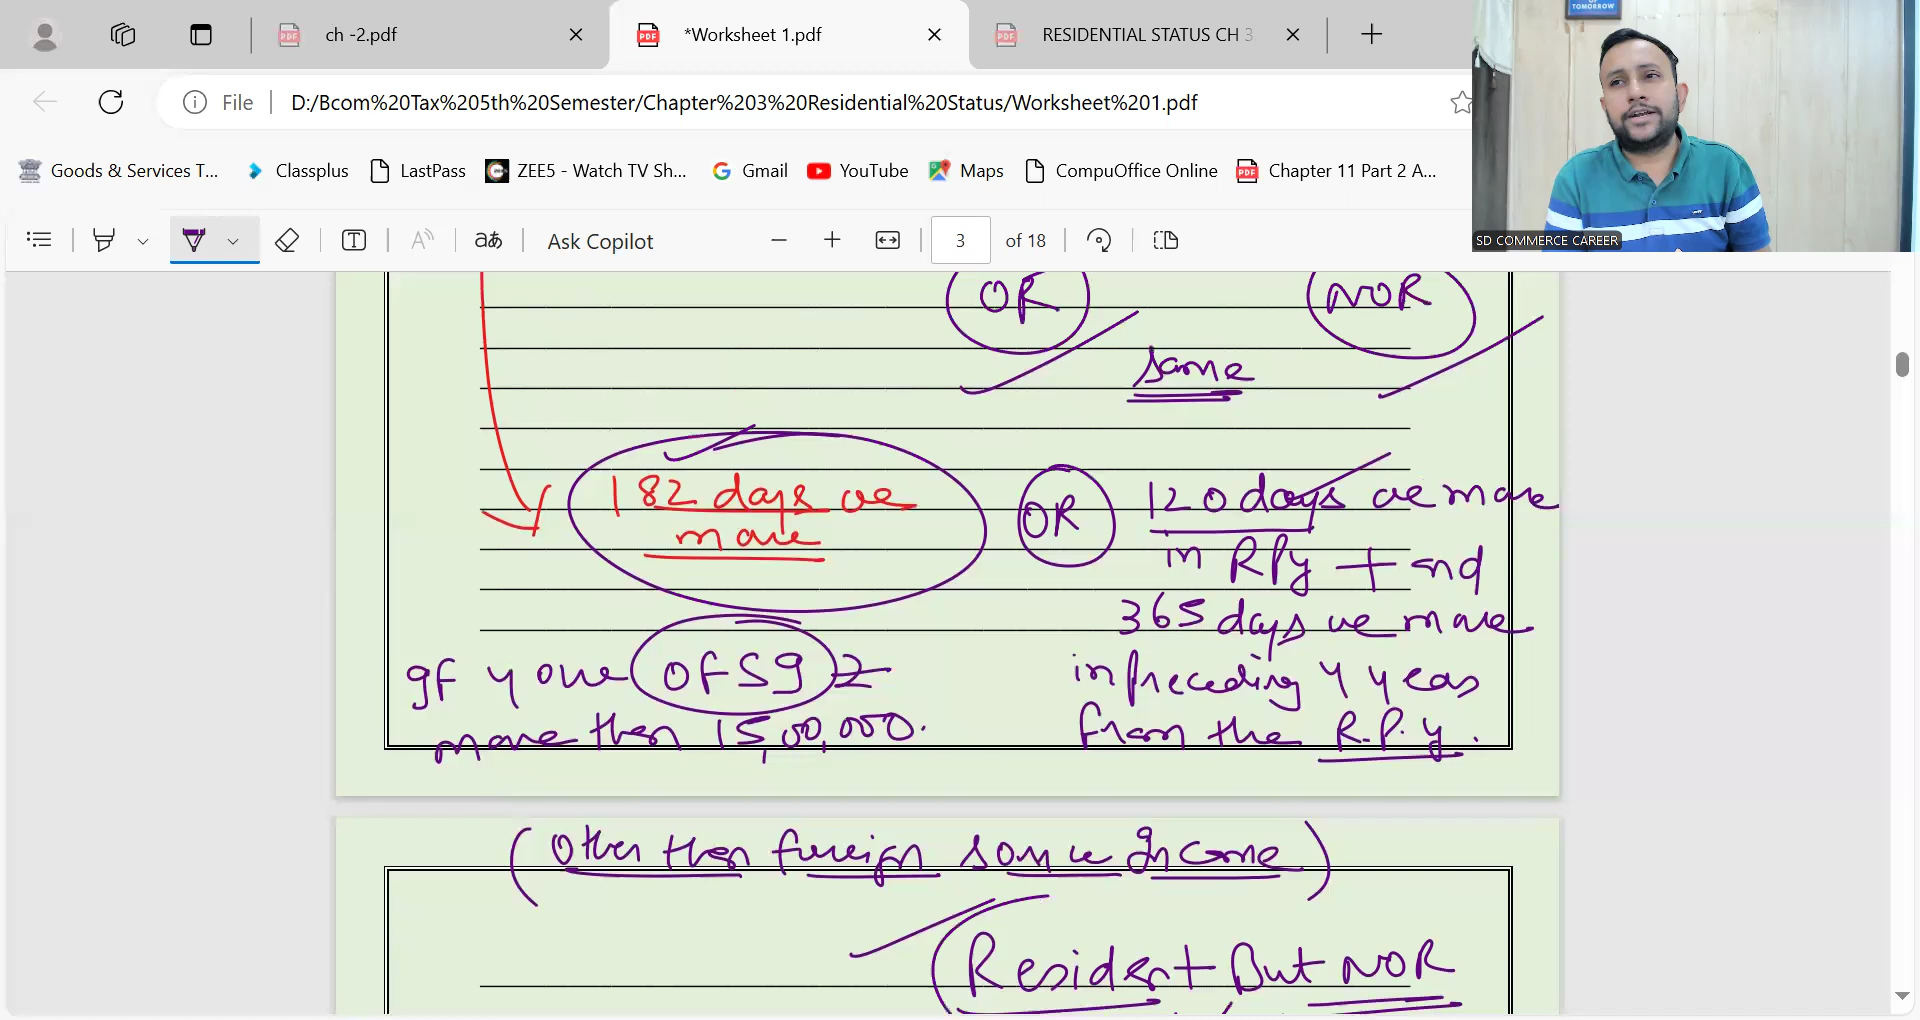 OF
TOMORROW
ch -2.pdf
*Worksheet 1.pdf
RESIDENTIAL STATUS CH 3
File
D:/Bcom%20Tax%205th%20Semester/Chapter%203%20Residential%20Status/Worksheet%201.pdf
Goods & Services T...
Classplus
LastPass
ZEE5 - Watch TV Sh...
Gmail
YouTube
Maps
CompuOffice Online
Chapter 11 Part 2 A...
Ask Copilot
3 of 18
SD COMMERCE CAREER
OR
NOR
same
182 days or
more
OR
120 days or more
in RPy + and
365 days or more
in preceding 4 years
from the R.P.y.
If your OFSI
more than 15,00,000.
(Other than foreign source Income)
Resident But NOR